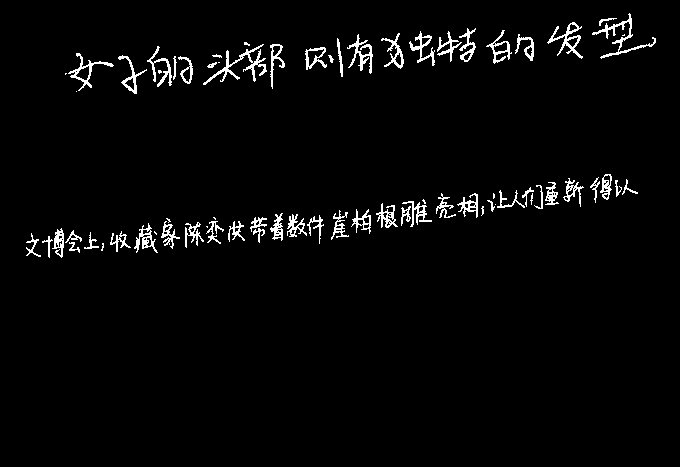 女子的头部则有独特的发型。
文博会上,收藏家陈奕洪带着数件崖柏根雕亮相,让人们重新得以